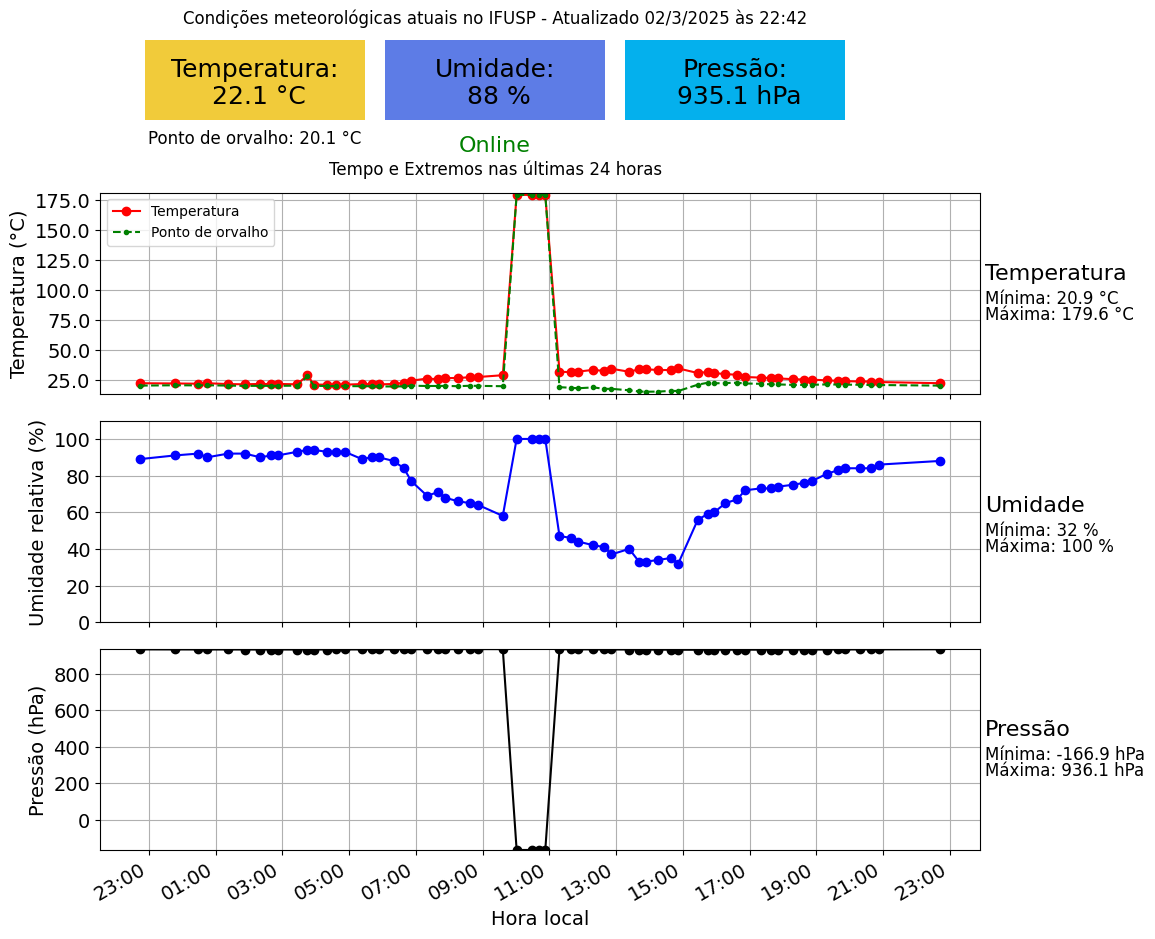 Condições meteorológicas atuais no IFUSP - Atualizado 02/3/2025 às 22:42
Temperatura:
22.1 °C
Umidade:
88 %
Pressão:
935.1 hPa
Ponto de orvalho: 20.1 °C
Online
Tempo e Extremos nas últimas 24 horas
Temperatura (°C)
175.0
150.0
125.0
100.0
75.0
50.0
25.0
Temperatura
Ponto de orvalho
Temperatura
Mínima: 20.9 °C
Máxima: 179.6 °C
Umidade relativa (%)
100
80
60
40
20
0
Umidade
Mínima: 32 %
Máxima: 100 %
Pressão (hPa)
800
600
400
200
0
Pressão
Mínima: -166.9 hPa
Máxima: 936.1 hPa
23:00 01:00 03:00 05:00 07:00 09:00 11:00 13:00 15:00 17:00 19:00 21:00 23:00
Hora local